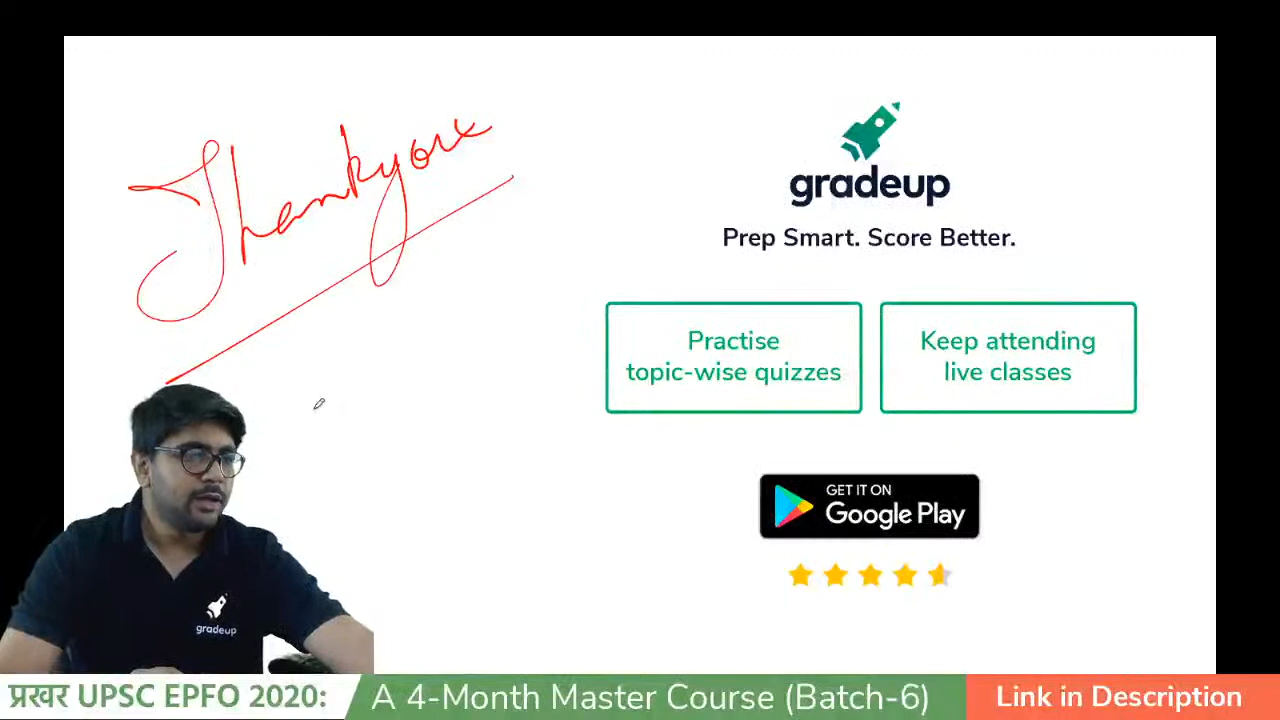 Thankyou
gradeup
Prep Smart. Score Better.
Practise
topic-wise quizzes
Keep attending
live classes
GET IT ON
Google Play
gradeup
प्रखर UPSC EPFO 2020:
A 4-Month Master Course (Batch-6)
Link in Description